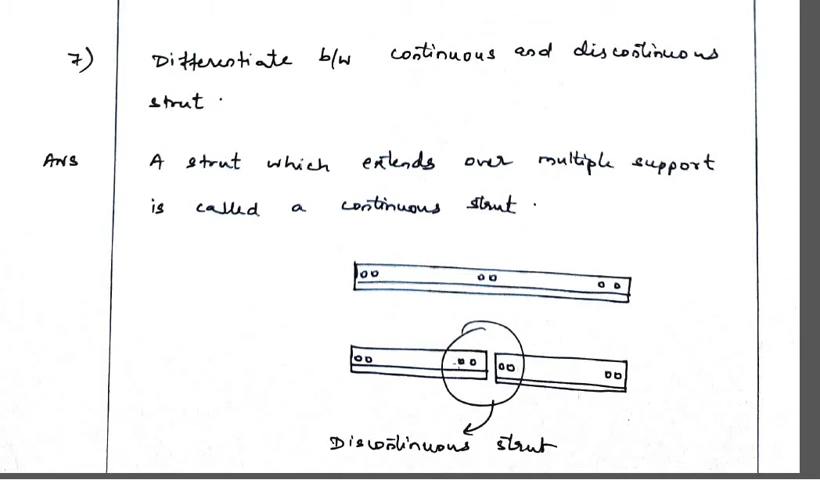 7) Differentiate b/w continuous and discontinuous
strut.
Ans A strut which extends over multiple support
is called a continuous strut.
Discontinuous strut